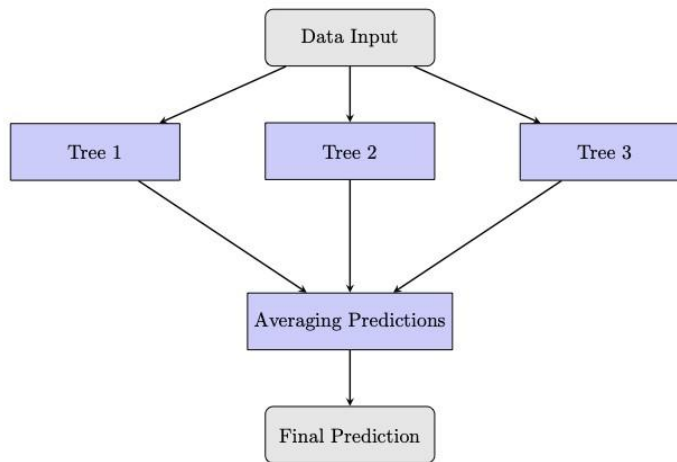 Data Input
Tree 1
Tree 2
Tree 3
Averaging Predictions
Final Prediction